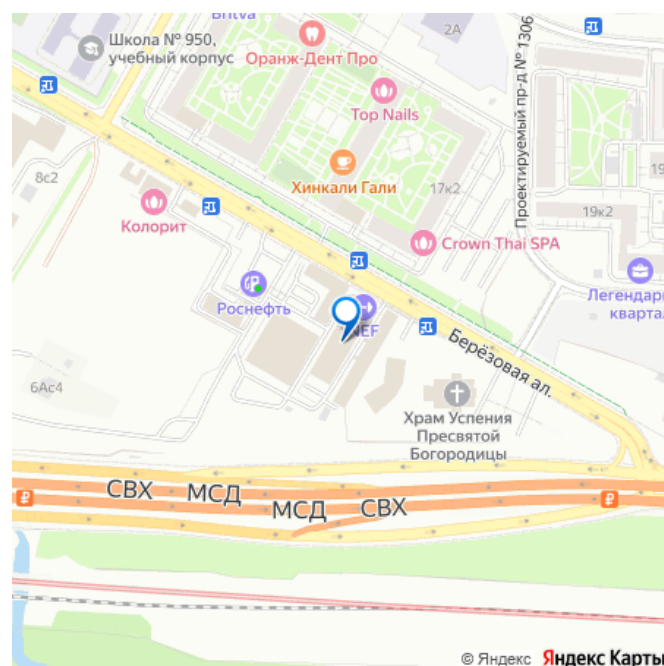 Britva
Школа № 950,
учебный корпус
Оранж-Дент Про
2А
Top Nails
Проектируемый пр-д № 1306
Хинкали Гали
8с2
17к2
Колорит
19к2
Crown Thai SPA
Роснефть
Легендарн
кварта
NEF
Берёзовая ал.
6Ас4
Храм Успения
Пресвятой
Богородицы
СВХ
МСД
МСД
СВХ
₽
₽
© Яндекс Яндекс Карты